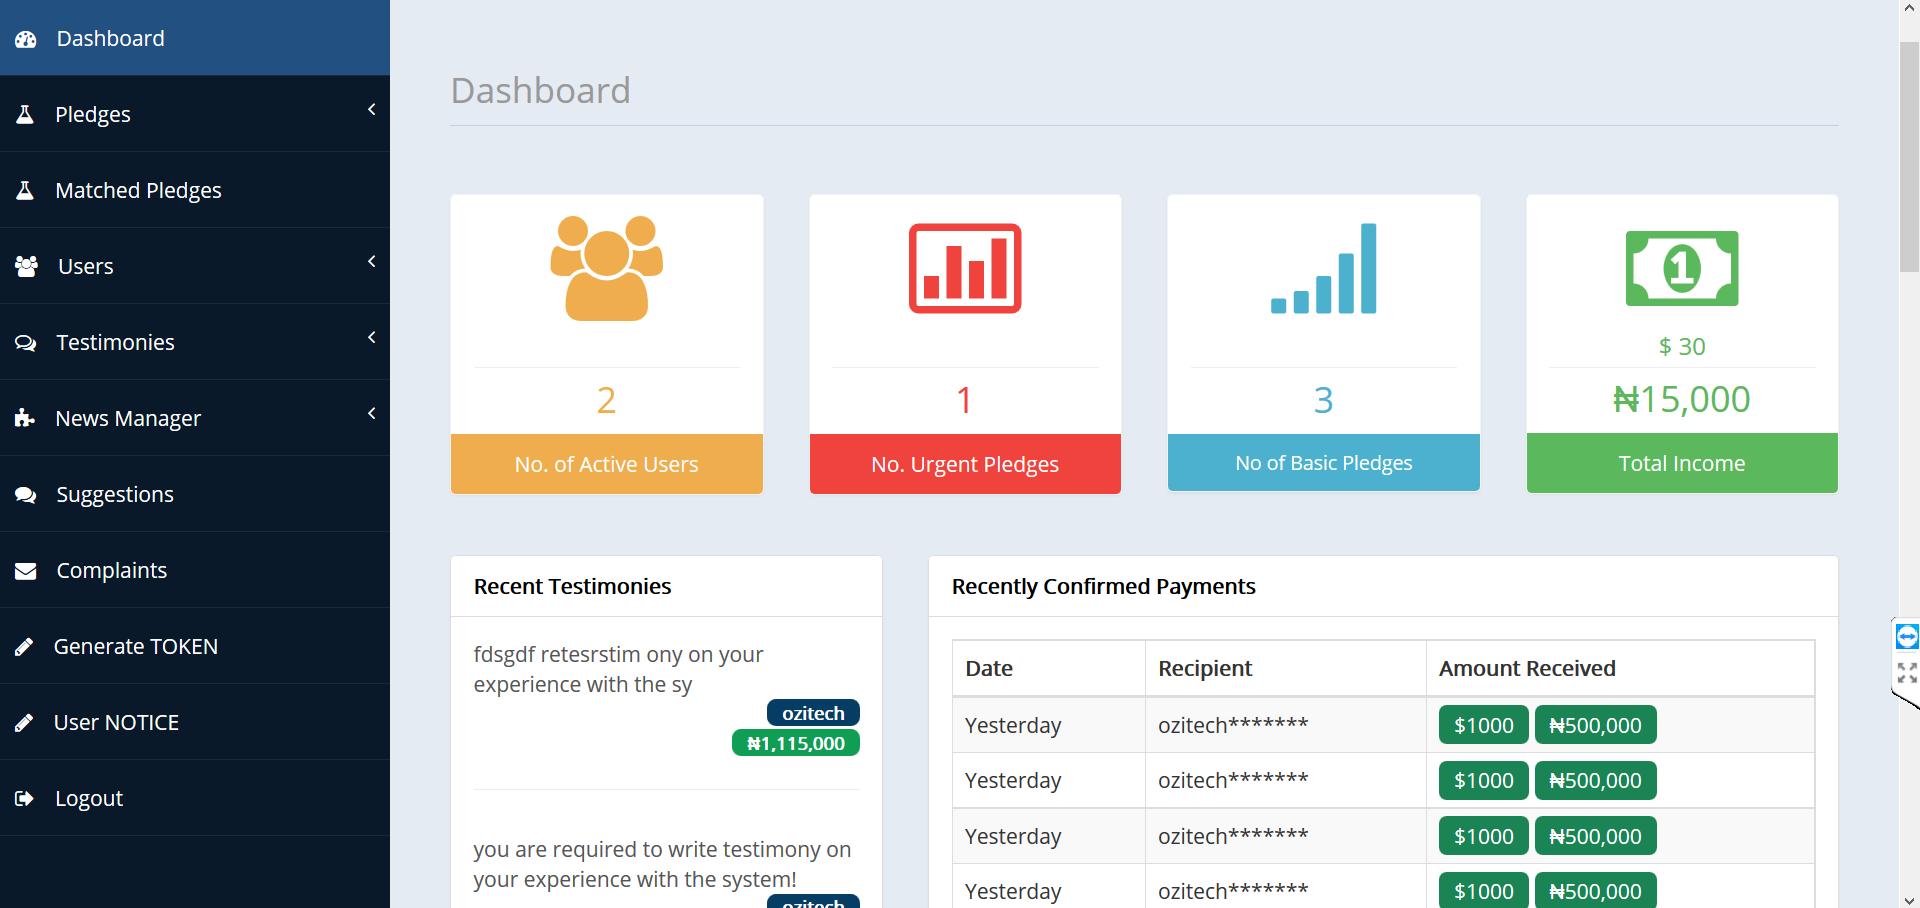 Dashboard
Pledges
Matched Pledges
Users
Testimonies
News Manager
Suggestions
Complaints
Generate TOKEN
User NOTICE
Logout
Dashboard
2
No. of Active Users
1
No. Urgent Pledges
3
No of Basic Pledges
1
$ 30
₦15,000
Total Income
Recent Testimonies
fdsgdf retesrstim ony on your
experience with the sy
ozitech
₦1,115,000
you are required to write testimony on
your experience with the system!
ozitech
Recently Confirmed Payments
Date Recipient Amount Received
Yesterday ozitech******* $1000 ₦500,000
Yesterday ozitech******* $1000 ₦500,000
Yesterday ozitech******* $1000 ₦500,000
Yesterday ozitech******* $1000 ₦500,000